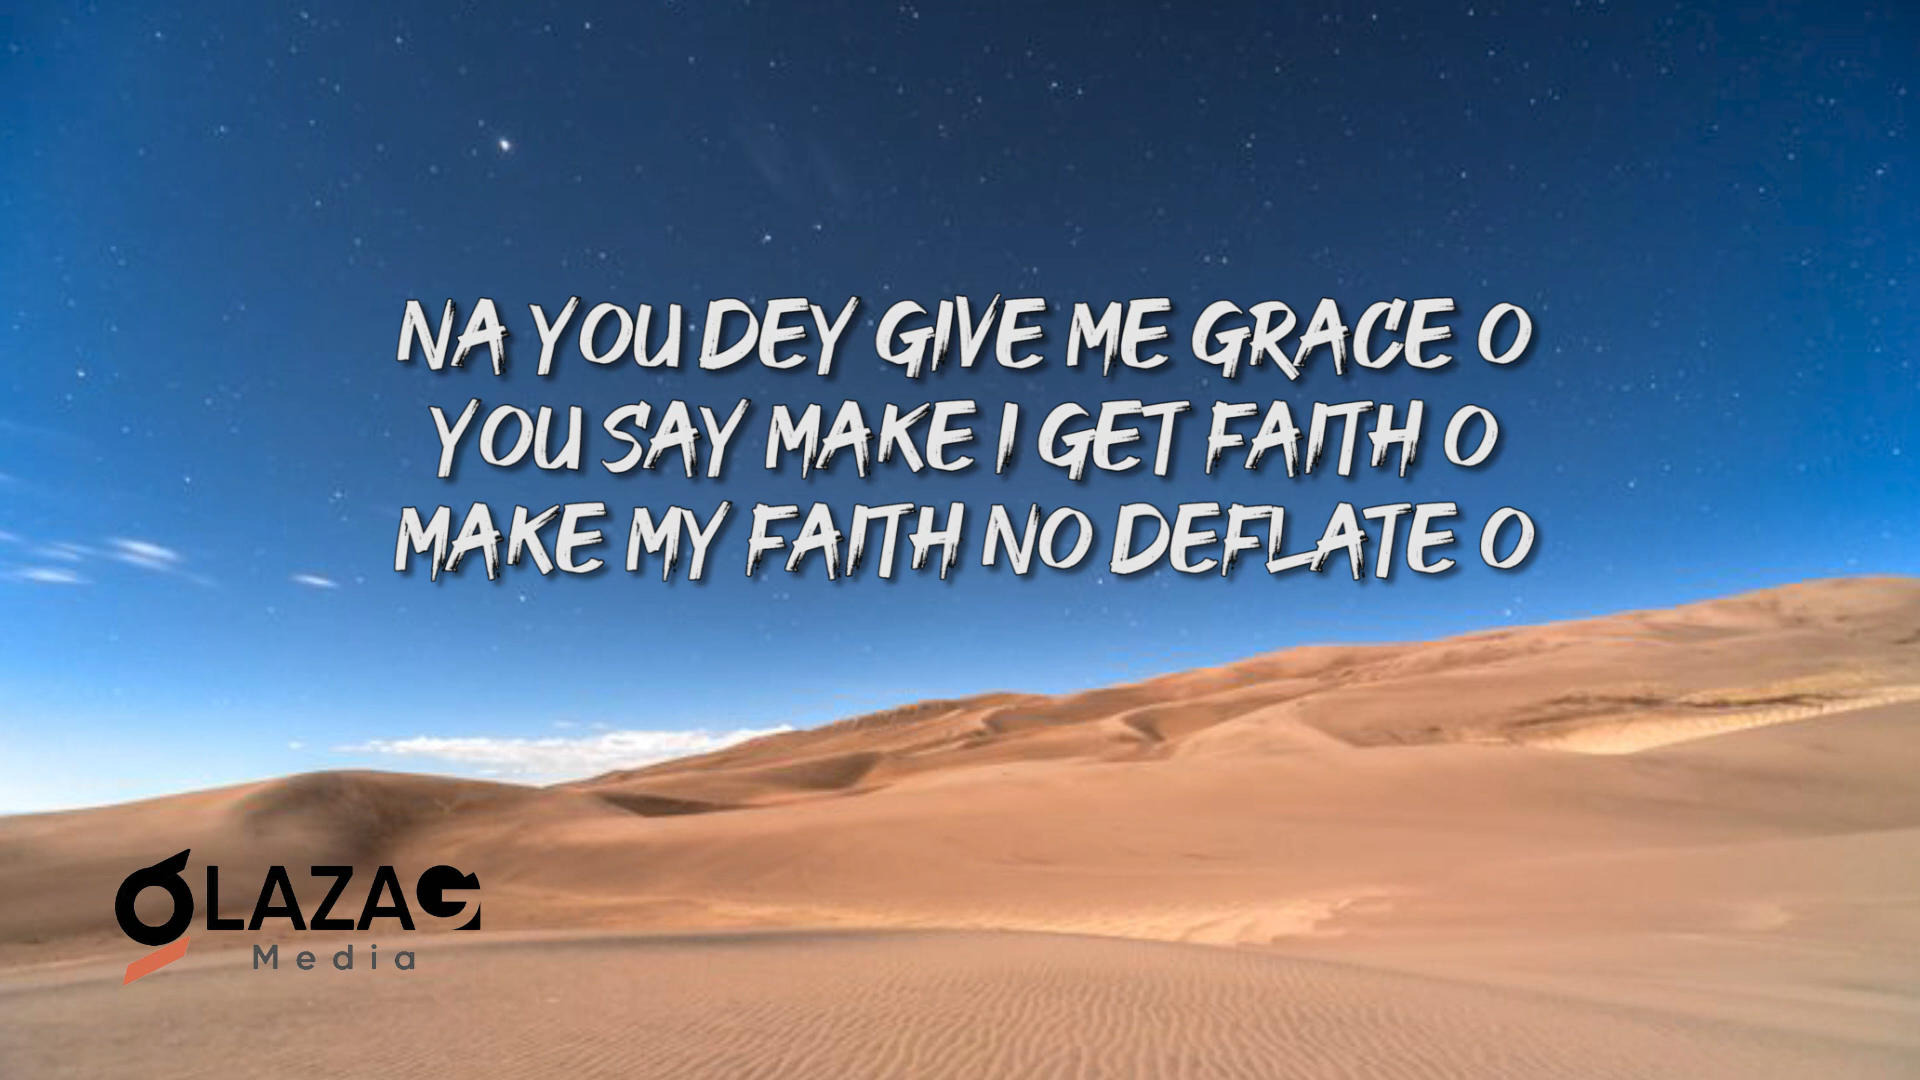 NA YOU DEY GIVE ME GRACE O
YOU SAY MAKE I GET FAITH O
MAKE MY FAITH NO DEFLATE O
OLAZAG
Media